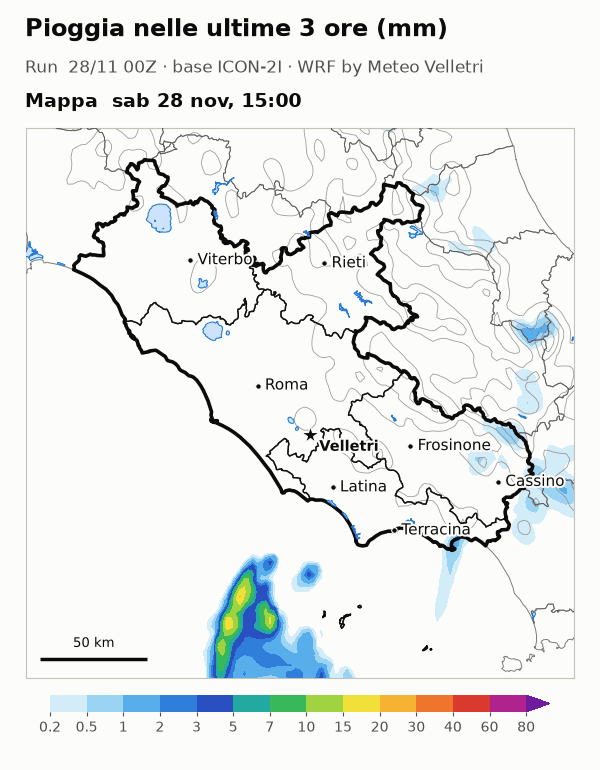 Pioggia nelle ultime 3 ore (mm)
Run  28/11 00Z · base ICON-2I · WRF by Meteo Velletri
Mappa  sab 28 nov, 15:00
Viterbo
Rieti
Roma
Velletri
Frosinone
Latina
Cassino
Terracina
50 km
0.2 0.5 1 2 3 5 7 10 15 20 30 40 60 80